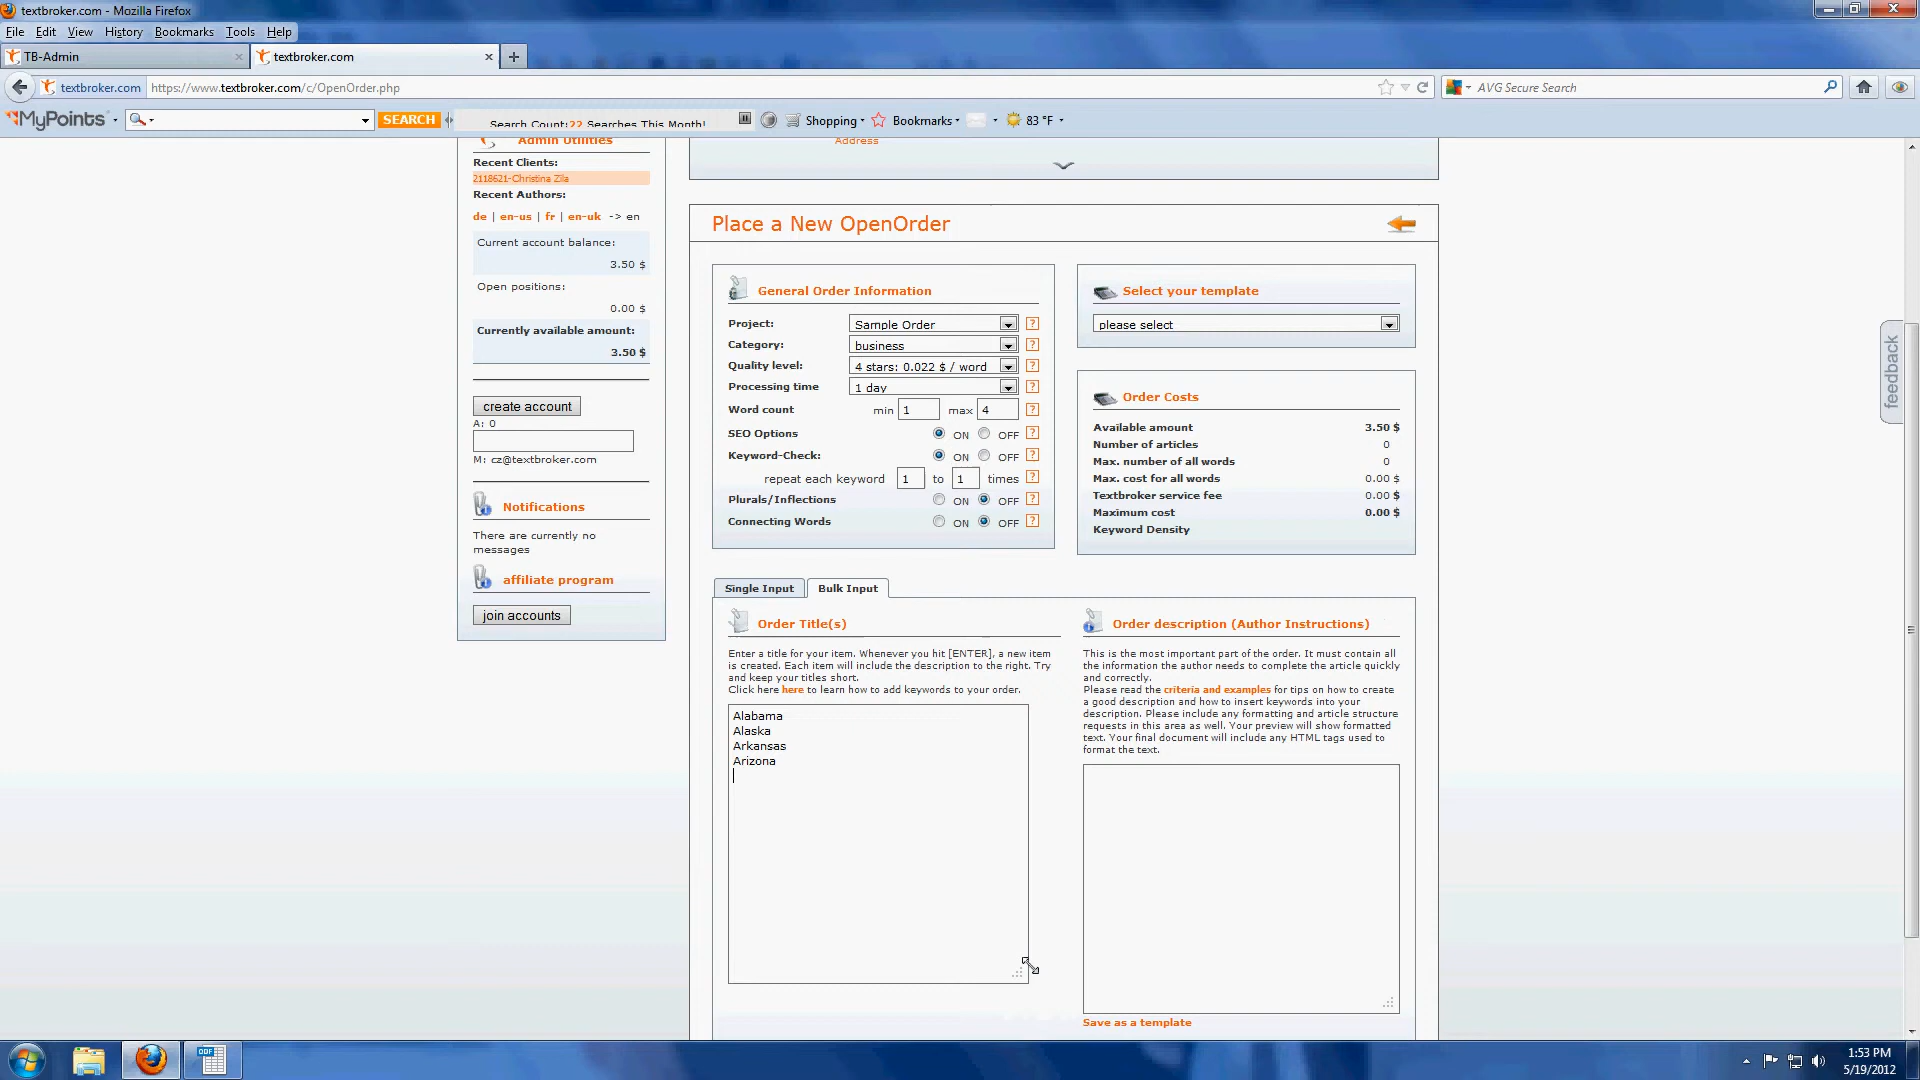 textbroker.com - Mozilla Firefox
File Edit View History Bookmarks Tools Help
TB-Admin
textbroker.com
textbroker.com https://www.textbroker.com/c/OpenOrder.php
AVG Secure Search
MyPoints SEARCH Search Count:22 Searches This Month! Shopping Bookmarks 83 °F
Admin Utilities
Recent Clients:
2118621-Christina Zila
Recent Authors:
de | en-us | fr | en-uk -> en
Current account balance:
3.50 $
Open positions:
0.00 $
Currently available amount:
3.50 $
create account
A: 0
M: cz@textbroker.com
Notifications
There are currently no
messages
affiliate program
join accounts
Address
Place a New OpenOrder
General Order Information
Project: Sample Order ?
Category: business ?
Quality level: 4 stars: 0.022 $ / word ?
Processing time 1 day ?
Word count min 1 max 4 ?
SEO Options ON OFF ?
Keyword-Check: ON OFF ?
repeat each keyword 1 to 1 times ?
Plurals/Inflections ON OFF ?
Connecting Words ON OFF ?
Select your template
please select
Order Costs
Available amount 3.50 $
Number of articles 0
Max. number of all words 0
Max. cost for all words 0.00 $
Textbroker service fee 0.00 $
Maximum cost 0.00 $
Keyword Density
Single Input Bulk Input
Order Title(s)
Enter a title for your item. Whenever you hit [ENTER], a new item
is created. Each item will include the description to the right. Try
and keep your titles short.
Click here here to learn how to add keywords to your order.
Alabama
Alaska
Arkansas
Arizona
Order description (Author Instructions)
This is the most important part of the order. It must contain all
the information the author needs to complete the article quickly
and correctly.
Please read the criteria and examples for tips on how to create
a good description and how to insert keywords into your
description. Please include any formatting and article structure
requests in this area as well. Your preview will show formatted
text. Your final document will include any HTML tags used to
format the text.
Save as a template
feedback
ODF
1:53 PM
5/19/2012